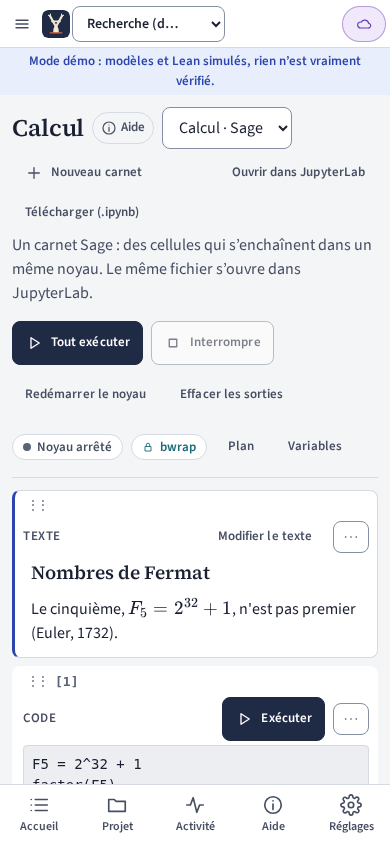 Recherche (d...
Mode démo : modèles et Lean simulés, rien n’est vraiment
vérifié.
Calcul
Aide
Calcul · Sage
Nouveau carnet
Ouvrir dans JupyterLab
Télécharger (.ipynb)
Un carnet Sage : des cellules qui s’enchaînent dans un
même noyau. Le même fichier s’ouvre dans
JupyterLab.
Tout exécuter
Interrompre
Redémarrer le noyau
Effacer les sorties
Noyau arrêté
bwrap
Plan
Variables
TEXTE
Modifier le texte
...
Nombres de Fermat
Le cinquième, F₅ = 2³² + 1, n'est pas premier
(Euler, 1732).
[1]
CODE
Exécuter
...
F5 = 2^32 + 1
factor(F5)
Accueil
Projet
Activité
Aide
Réglages